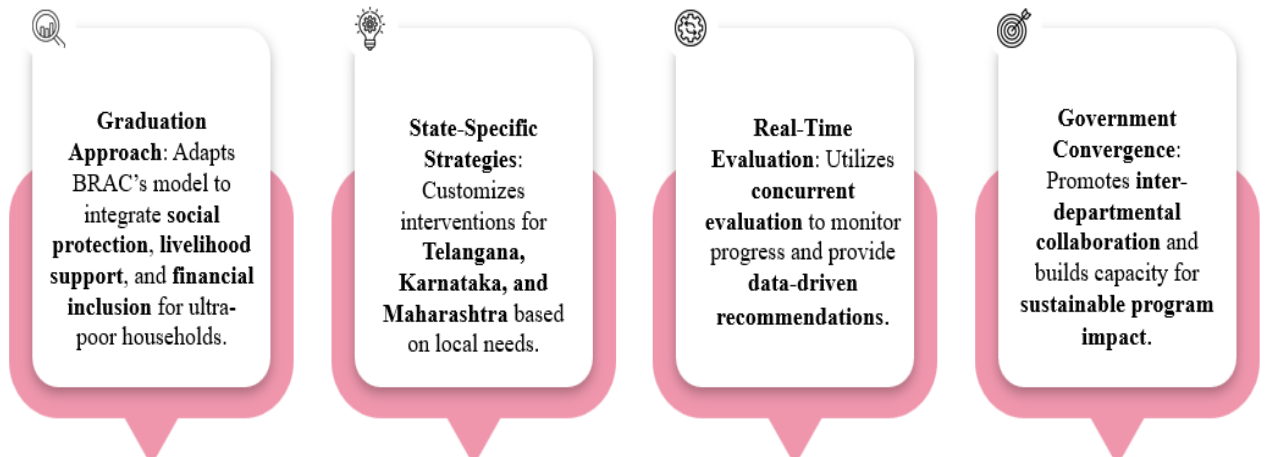 Graduation
Approach: Adapts
BRAC’s model to
integrate social
protection, livelihood
support, and financial
inclusion for ultra-
poor households.
State-Specific
Strategies:
Customizes
interventions for
Telangana,
Karnataka, and
Maharashtra based
on local needs.
Real-Time
Evaluation: Utilizes
concurrent
evaluation to monitor
progress and provide
data-driven
recommendations.
Government
Convergence:
Promotes inter-
departmental
collaboration and
builds capacity for
sustainable program
impact.